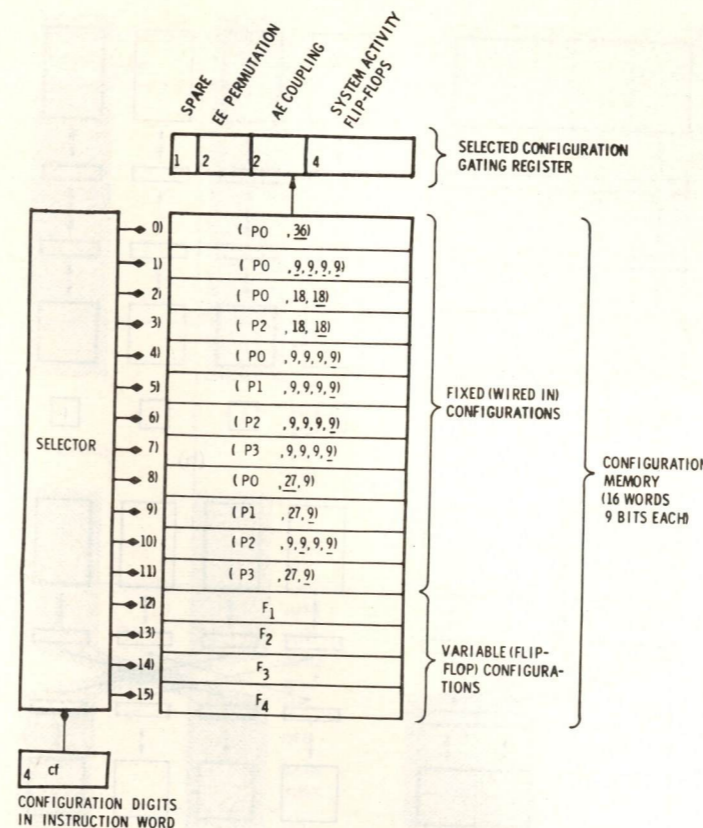 SPARE
EE PERMUTATION
AE COUPLING
SYSTEM ACTIVITY
FLIP-FLOPS
1 2 2 4
SELECTED CONFIGURATION
GATING REGISTER
0) ( P0 , 36)
1) ( P0 , 9, 9, 9, 9)
2) ( P0 , 18, 18)
3) ( P2 , 18, 18)
4) ( P0 , 9, 9, 9, 9)
5) ( P1 , 9, 9, 9, 9)
6) ( P2 , 9, 9, 9, 9)
7) ( P3 , 9, 9, 9, 9)
8) ( P0 , 27, 9)
9) ( P1 , 27, 9)
10) ( P2 , 9, 9, 9, 9)
11) ( P3 , 27, 9)
12) F1
13) F2
14) F3
15) F4
SELECTOR
FIXED (WIRED IN)
CONFIGURATIONS
VARIABLE (FLIP-
FLOP) CONFIGURA-
TIONS
CONFIGURATION
MEMORY
(16 WORDS
9 BITS EACH)
4 cf
CONFIGURATION DIGITS
IN INSTRUCTION WORD